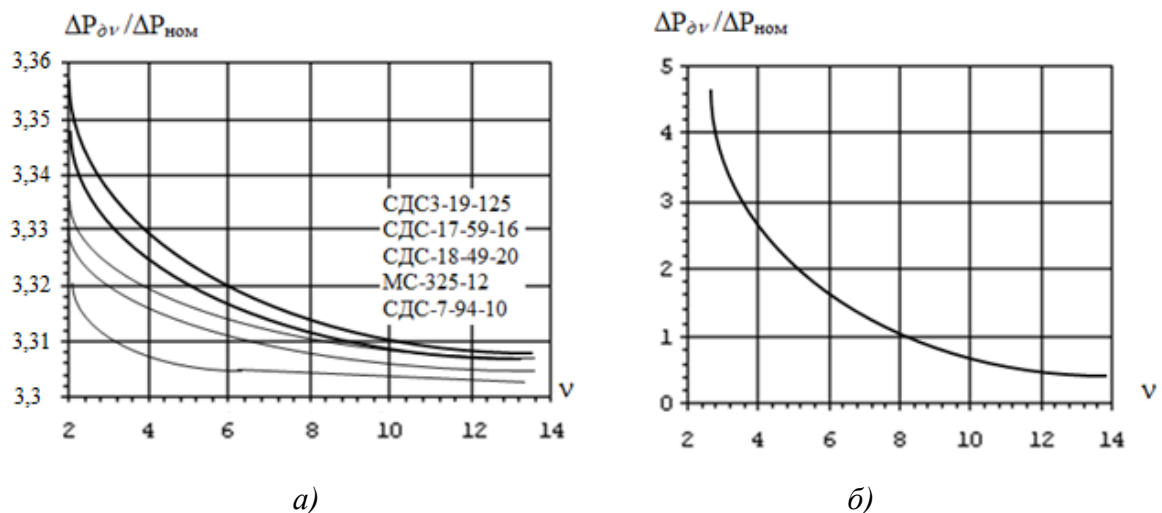 ΔP∂ν/ΔPном
3,36
3,35
3,34
3,33
3,32
3,31
3,3
2 4 6 8 10 12 14
ν
СДС3-19-125
СДС-17-59-16
СДС-18-49-20
МС-325-12
СДС-7-94-10
а)
ΔP∂ν/ΔPном
5
4
3
2
1
0
2 4 6 8 10 12 14
ν
б)